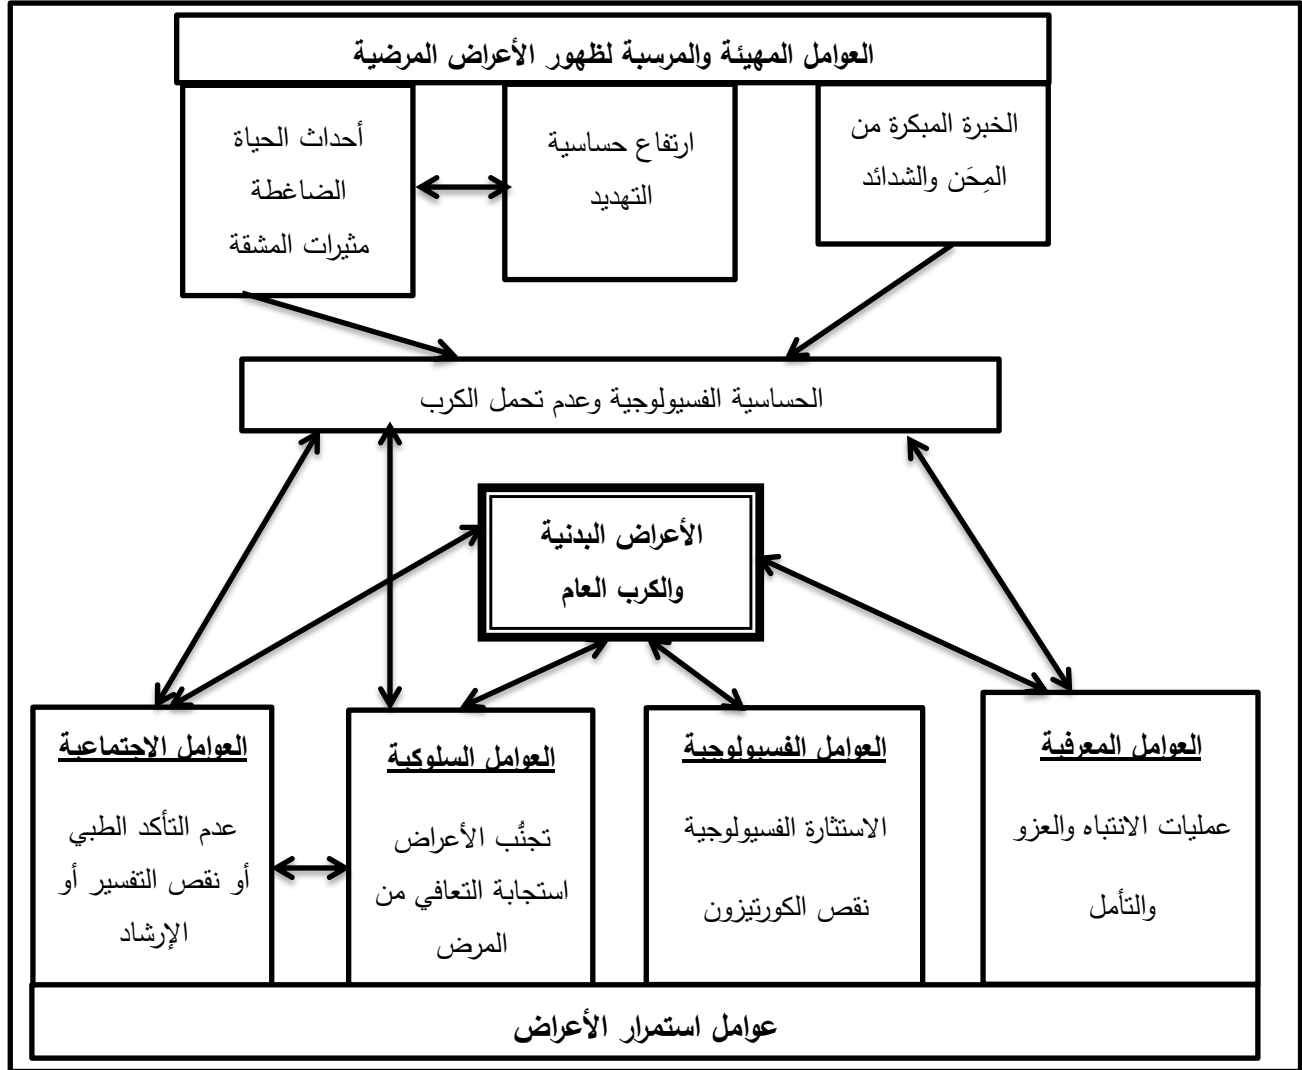 العوامل المهيئة والمرسبة لظهور الأعراض المرضية
الخبرة المبكرة من
المِحَن والشدائد
ارتفاع حساسية
التهديد
أحداث الحياة
الضاغطة
مثيرات المشقة
الحساسية الفسيولوجية وعدم تحمل الكرب
الأعراض البدنية
والكرب العام
العوامل المعرفية
عمليات الانتباه والعزو
والتأمل
العوامل الفسيولوجية
الاستثارة الفسيولوجية
نقص الكورتيزون
العوامل السلوكية
تجنُّب الأعراض
استجابة التعافي من
المرض
العوامل الاجتماعية
عدم التأكد الطبي
أو نقص التفسير أو
الإرشاد
عوامل استمرار الأعراض